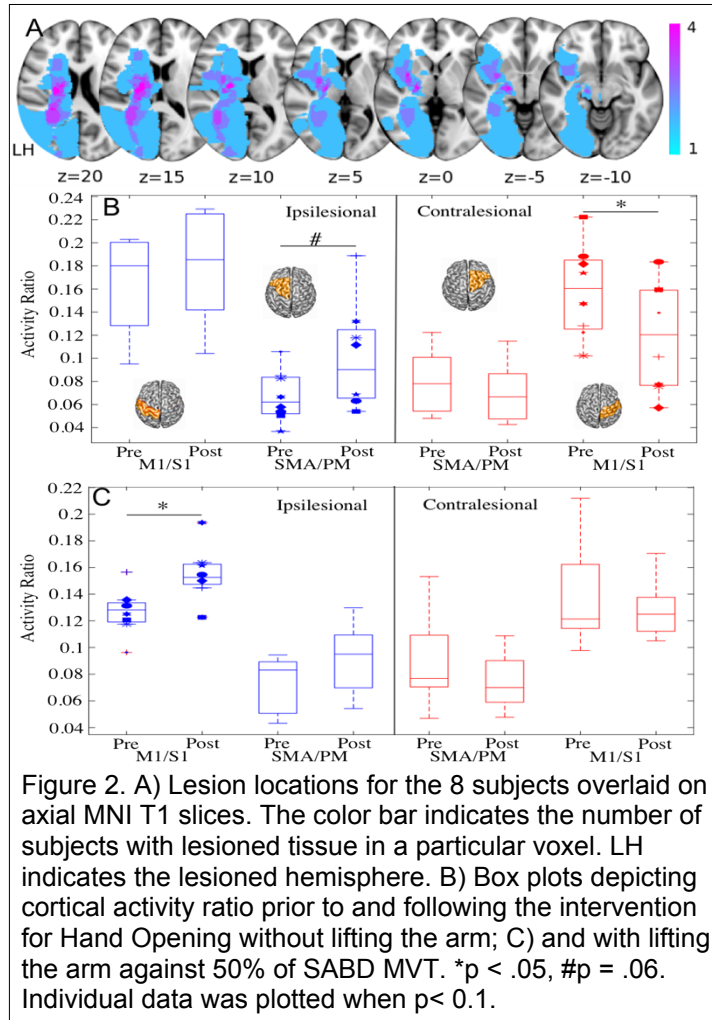 A
4
1
LH
z=20 z=15 z=10 z=5 z=0 z=-5 z=-10
0.24
0.22
0.2
0.18
0.16
0.14
0.12
0.1
0.08
0.06
0.04
Activity Ratio
B
Ipsilesional
Contralesional
#
*
Pre Post Pre Post Pre Post Pre Post
M1/S1 SMA/PM SMA/PM M1/S1
0.22
0.2
0.18
0.16
0.14
0.12
0.1
0.08
0.06
0.04
Activity Ratio
C
Ipsilesional
Contralesional
*
Pre Post Pre Post Pre Post Pre Post
M1/S1 SMA/PM SMA/PM M1/S1
Figure 2. A) Lesion locations for the 8 subjects overlaid on
axial MNI T1 slices. The color bar indicates the number of
subjects with lesioned tissue in a particular voxel. LH
indicates the lesioned hemisphere. B) Box plots depicting
cortical activity ratio prior to and following the intervention
for Hand Opening without lifting the arm; C) and with lifting
the arm against 50% of SABD MVT. *p < .05, #p = .06.
Individual data was plotted when p< 0.1.